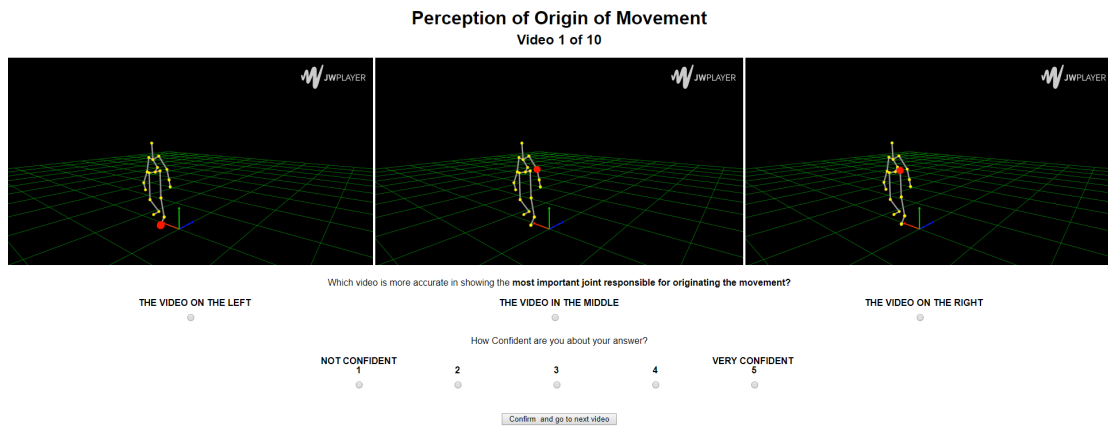 Perception of Origin of Movement
Video 1 of 10
JWPLAYER
JWPLAYER
JWPLAYER
Which video is more accurate in showing the most important joint responsible for originating the movement?
THE VIDEO ON THE LEFT
THE VIDEO IN THE MIDDLE
THE VIDEO ON THE RIGHT
How Confident are you about your answer?
NOT CONFIDENT
VERY CONFIDENT
1 2 3 4 5
Confirm and go to next video